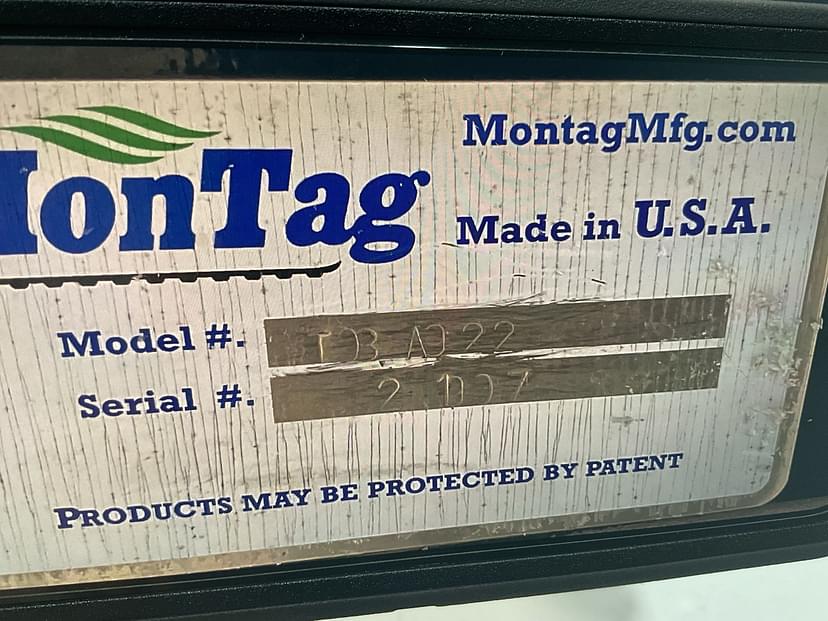 MonTag
MontagMfg.com
Made in U.S.A.
Model #.
Serial #.
PRODUCTS MAY BE PROTECTED BY PATENT